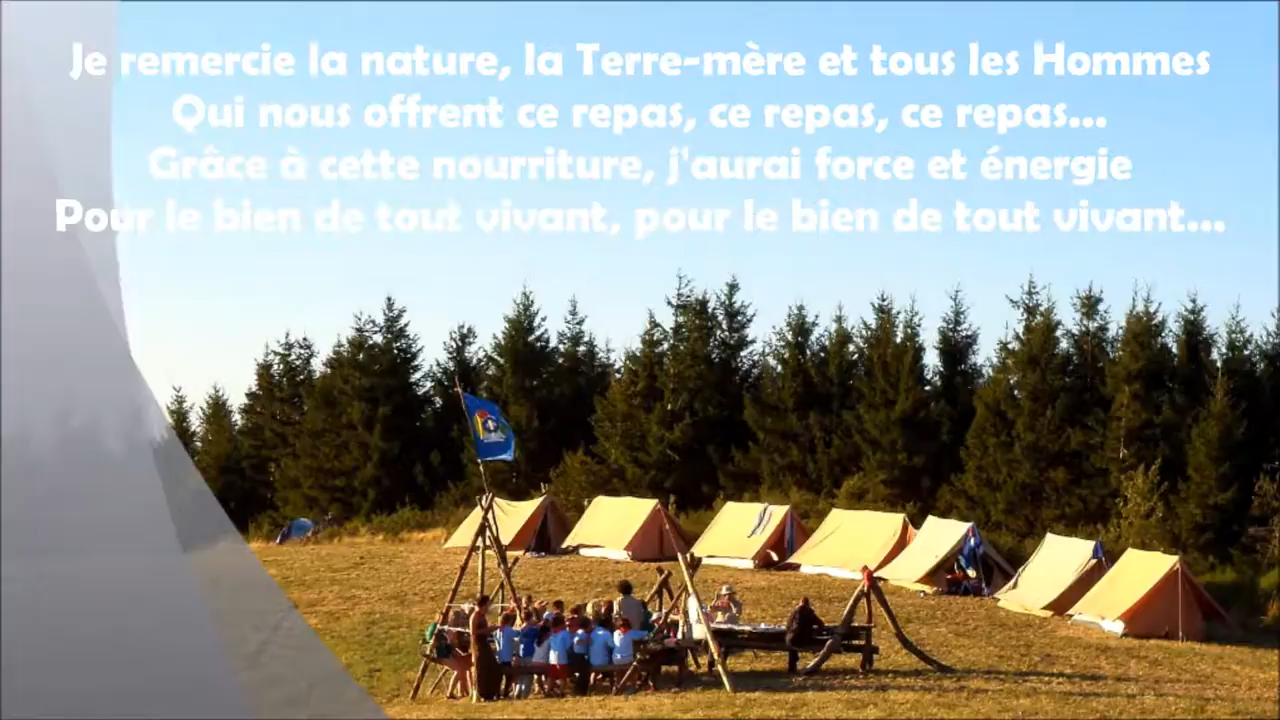 Je remercie la nature, la Terre-mère et tous les Hommes
Qui nous offrent ce repas, ce repas, ce repas...
Grâce à cette nourriture, j'aurai force et énergie
Pour le bien de tout vivant, pour le bien de tout vivant...